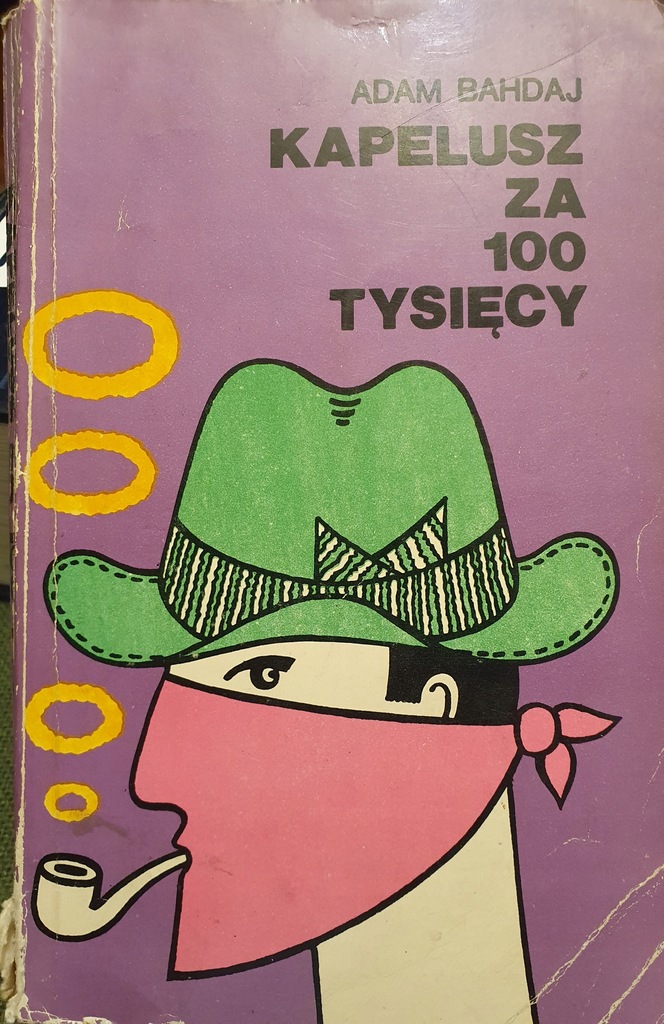 ADAM BAHDAJ
KAPELUSZ
ZA
100
TYSIĘCY